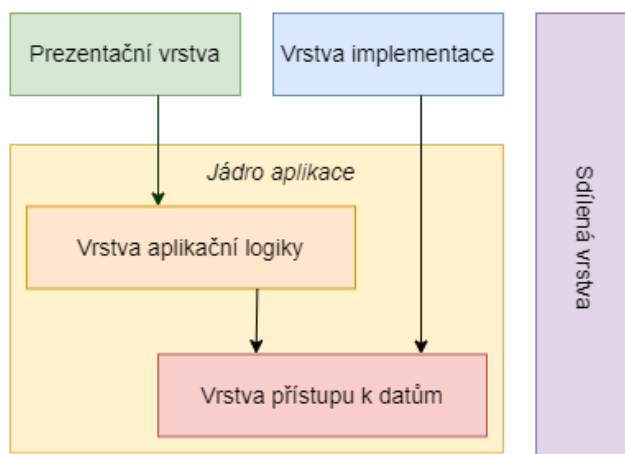 Prezentační vrstva
Vrstva implementace
Jádro aplikace
Vrstva aplikační logiky
Vrstva přístupu k datům
Sdílená vrstva